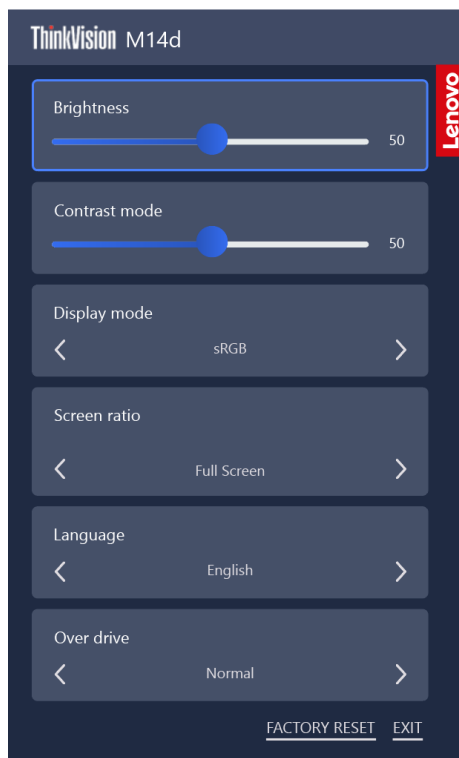 ThinkVision M14d
Lenovo
Brightness
50
Contrast mode
50
Display mode
sRGB
Screen ratio
Full Screen
Language
English
Over drive
Normal
FACTORY RESET EXIT